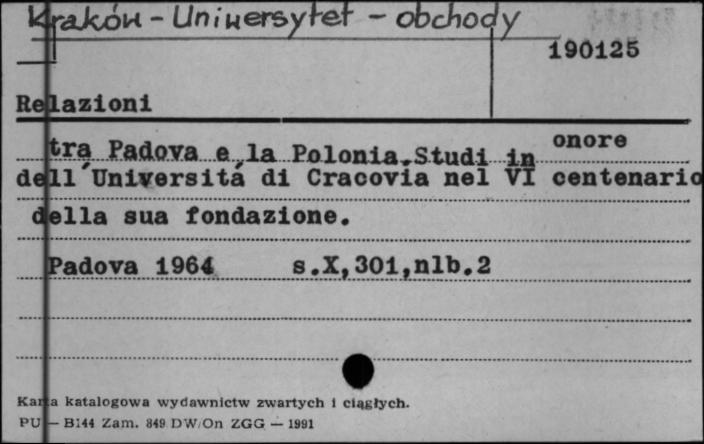 Kraków - Uniwersytet - obchody
190125
Relazioni
tra Padova e la Polonia.Studi in onore
dell'Universitá di Cracovia nel VI centenario
della sua fondazione.
Padova 1964 s.X,301,nlb.2
Karta katalogowa wydawnictw zwartych i ciągłych.
PU — B144 Zam. 849 DW/On ZGG — 1991